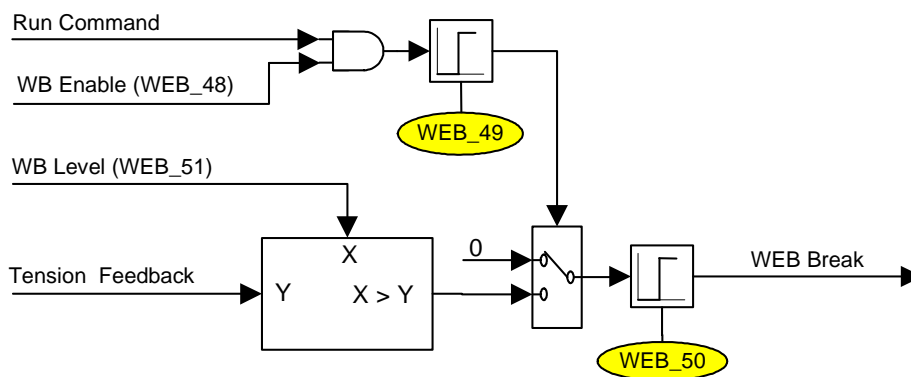 Run Command
WB Enable (WEB_48)
WEB_49
WB Level (WEB_51)
X
0
Tension Feedback
Y
X > Y
WEB Break
WEB_50